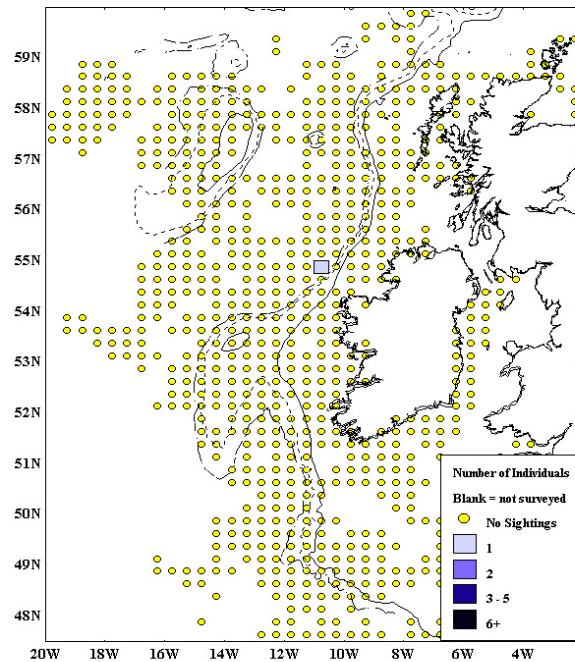 59N
58N
57N
56N
55N
54N
53N
52N
51N
50N
49N
48N
Number of Individuals
Blank = not surveyed
No Sightings
1
2
3 - 5
6+
20W 18W 16W 14W 12W 10W 8W 6W 4W